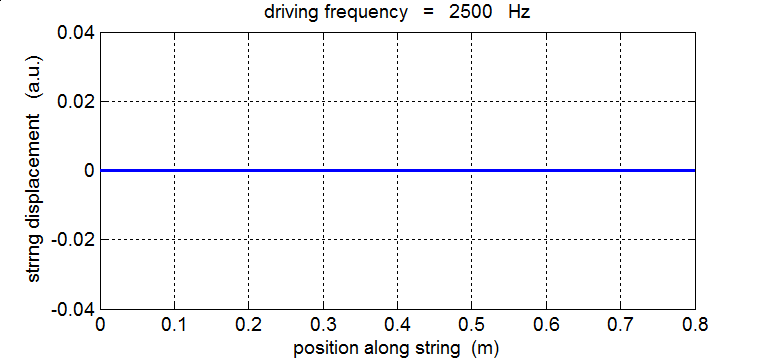 driving frequency = 2500 Hz
0.04
0.02
0
-0.02
-0.04
strrng displacement (a.u.)
0 0.1 0.2 0.3 0.4 0.5 0.6 0.7 0.8
position along string (m)